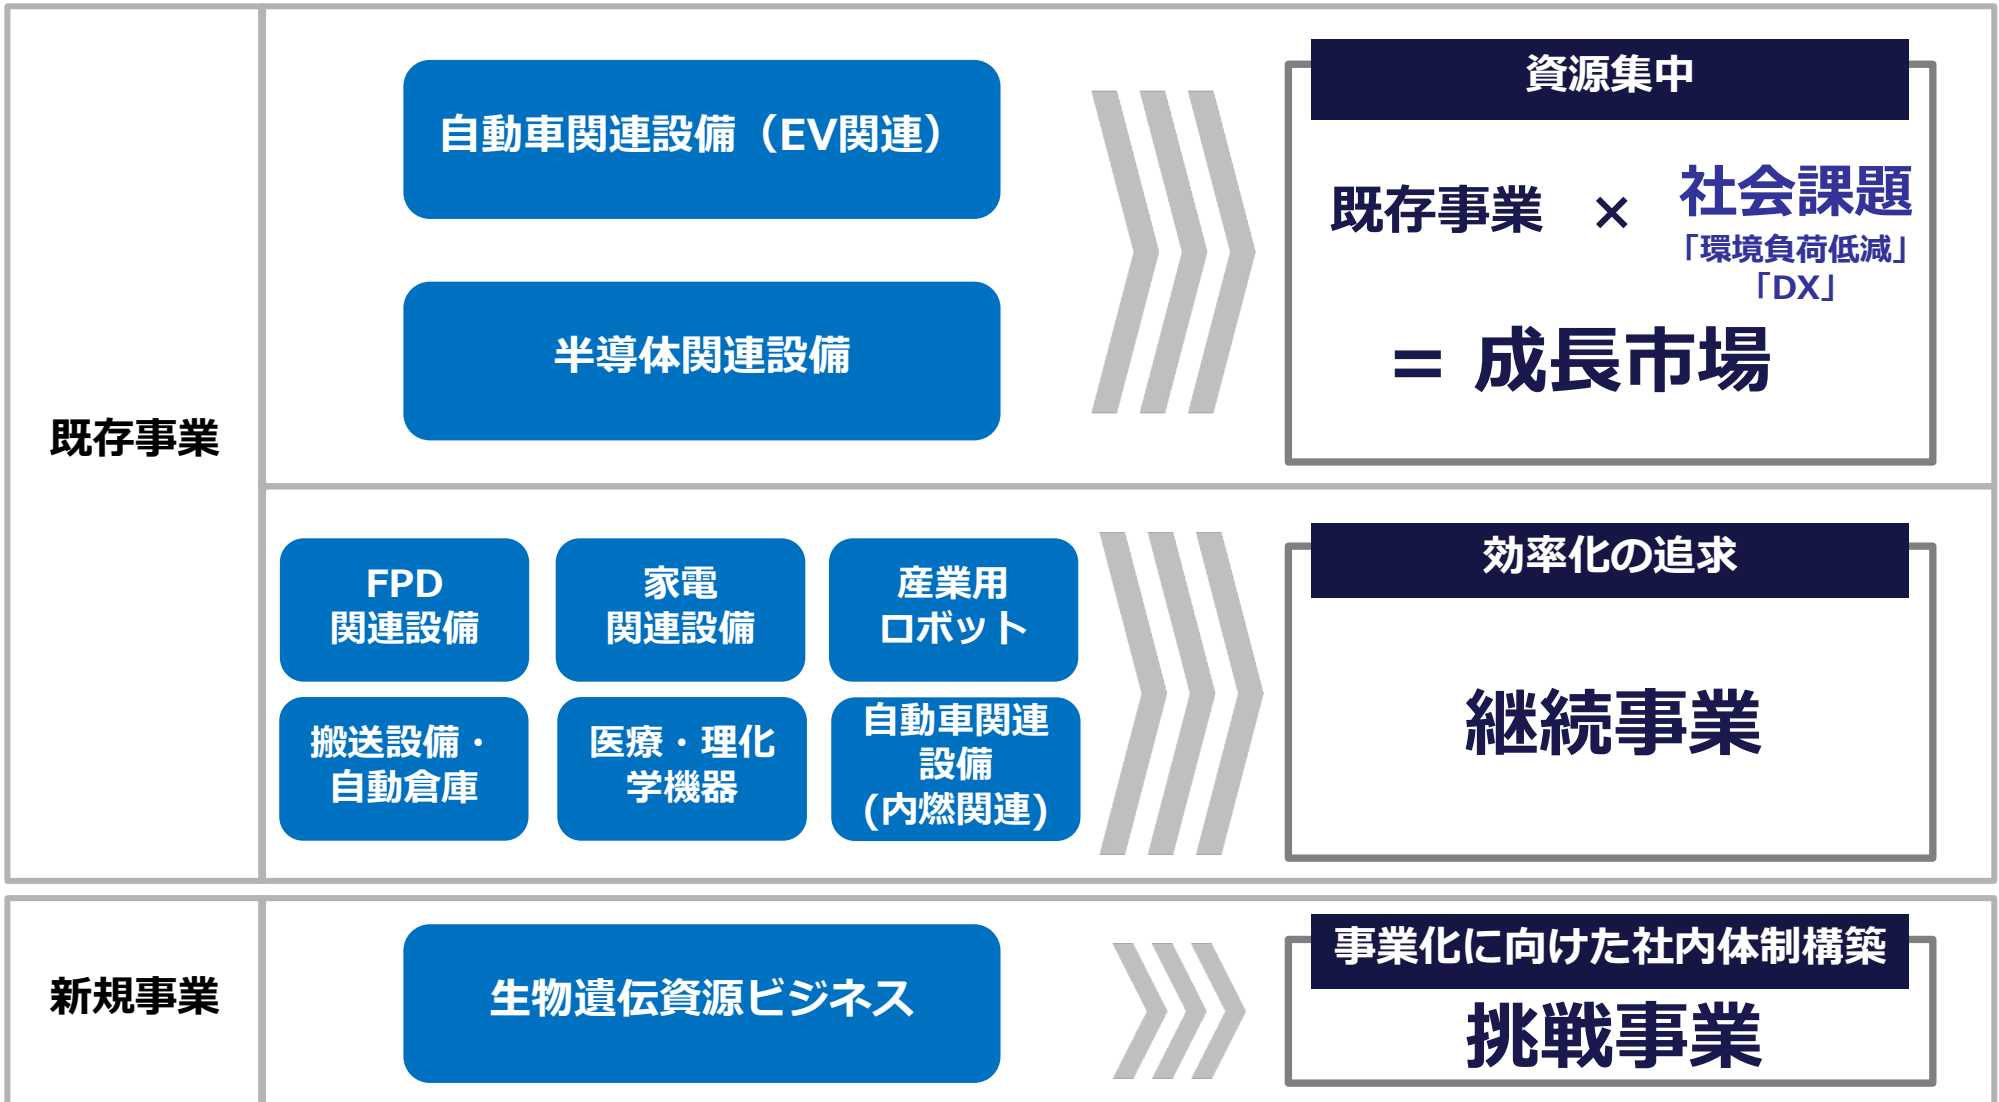 既存事業
自動車関連設備（EV関連）
半導体関連設備
資源集中
既存事業 × 社会課題
「環境負荷低減」
「DX」
= 成長市場
FPD
関連設備
家電
関連設備
産業用
ロボット
搬送設備・
自動倉庫
医療・理化
学機器
自動車関連
設備
(内燃関連)
効率化の追求
継続事業
新規事業
生物遺伝資源ビジネス
事業化に向けた社内体制構築
挑戦事業